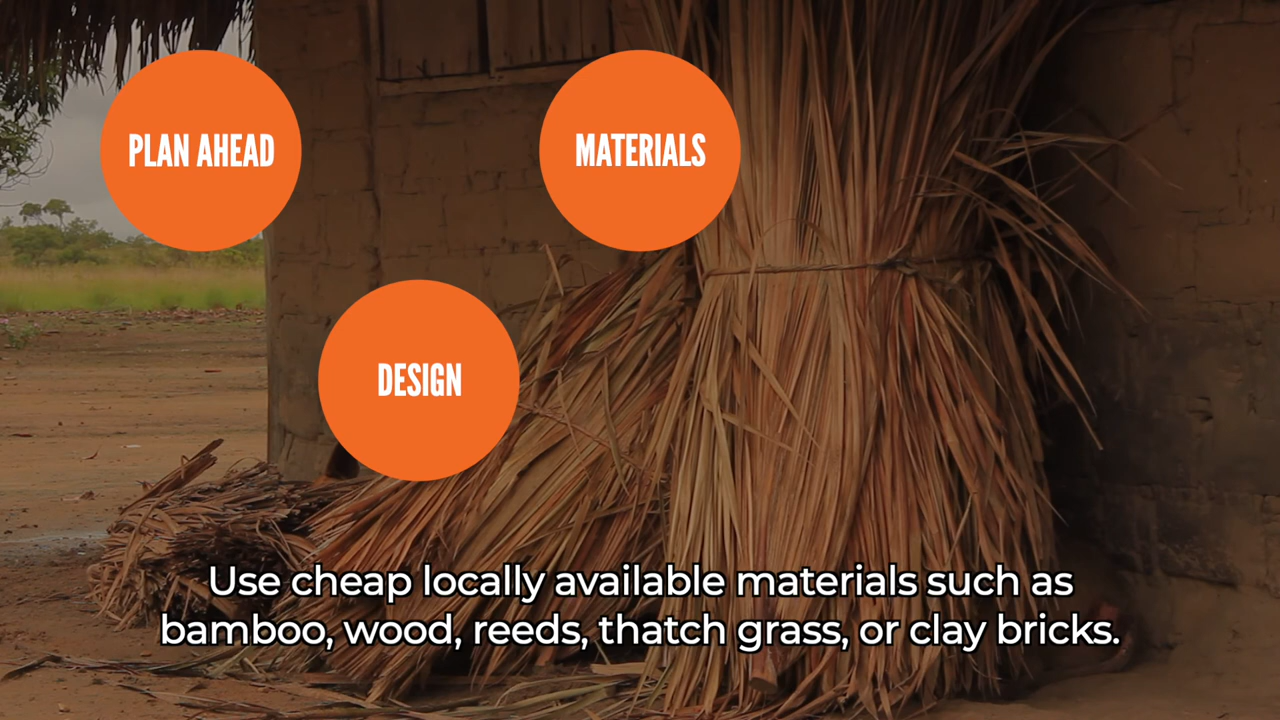 PLAN AHEAD
MATERIALS
DESIGN
Use cheap locally available materials such as
bamboo, wood, reeds, thatch grass, or clay bricks.